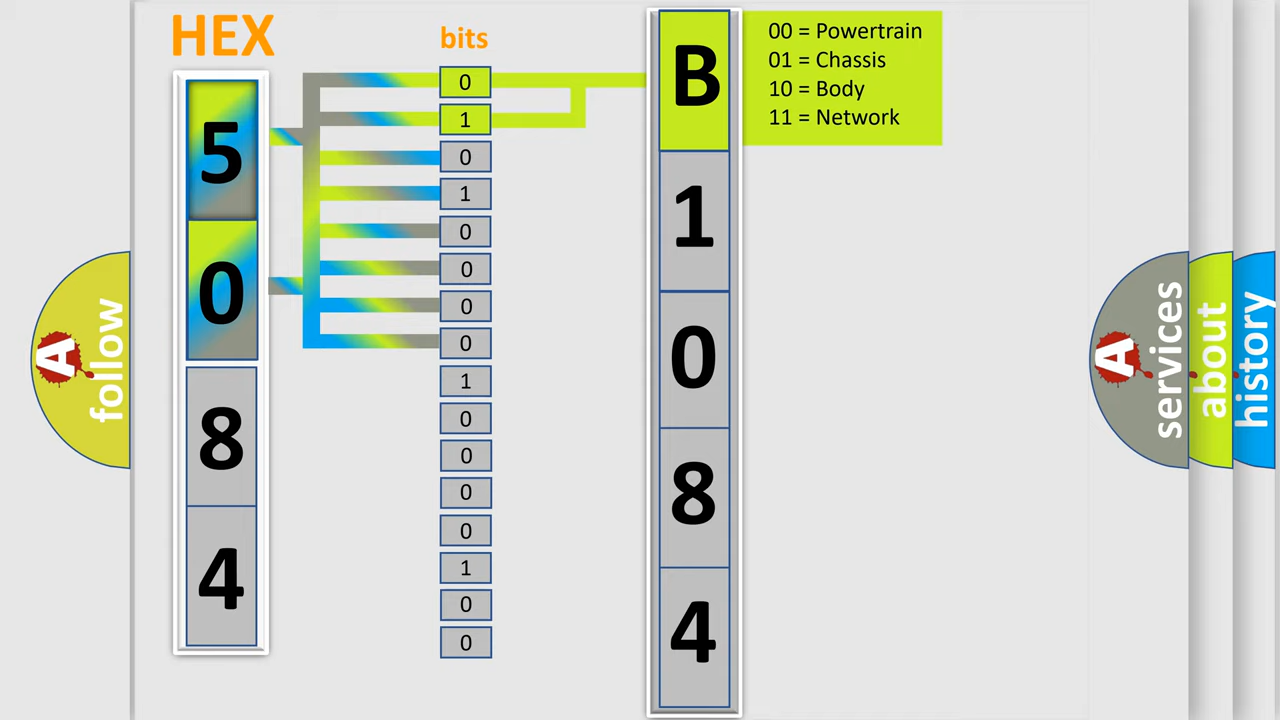 HEX
bits
5
0
8
4
0
1
0
1
0
0
0
0
1
0
0
0
0
1
0
0
B
1
0
8
4
00 = Powertrain
01 = Chassis
10 = Body
11 = Network
A
follow
A
services
about
history